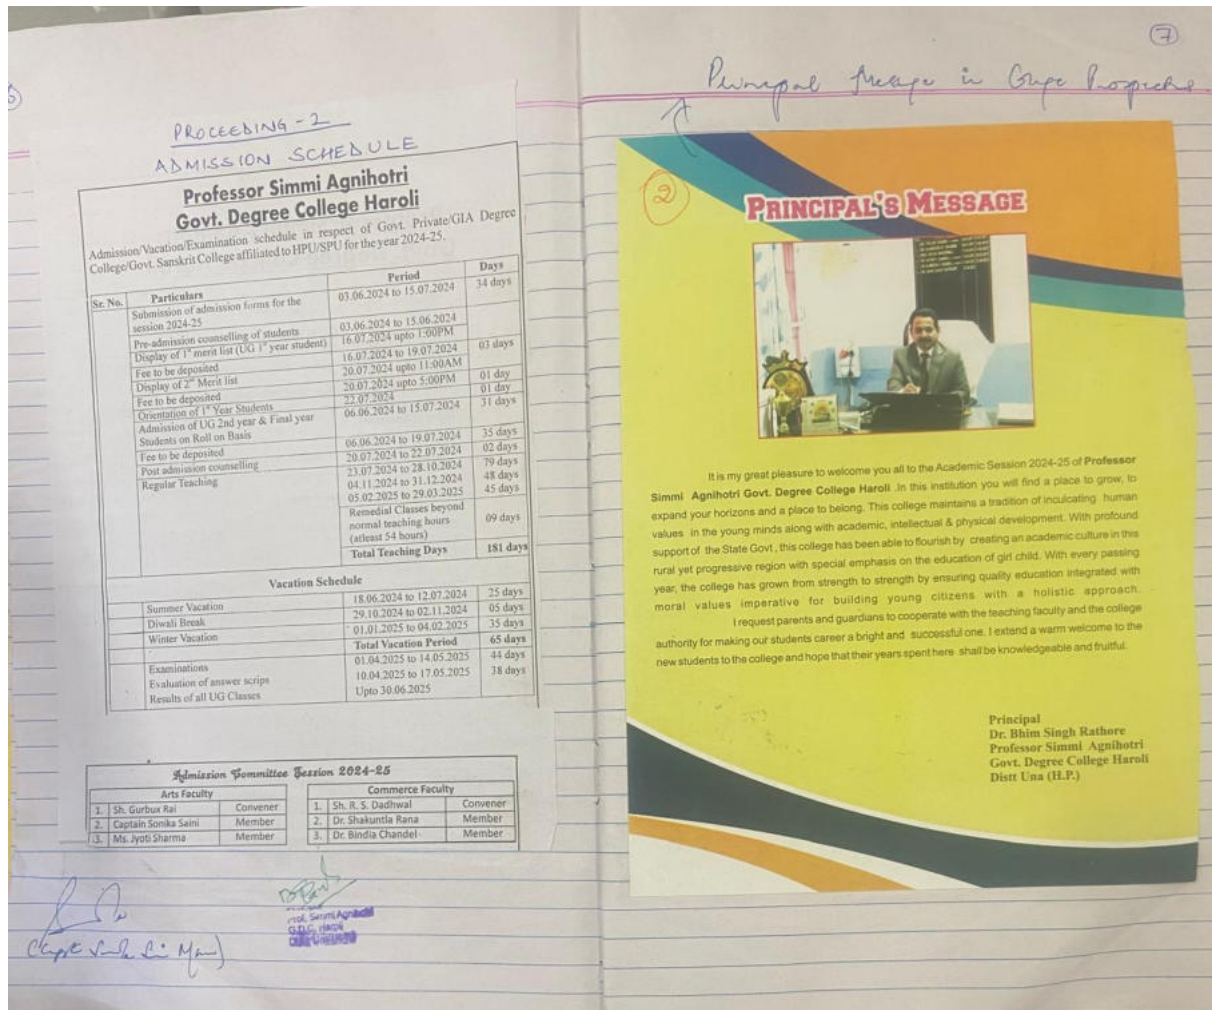 PROCEEDING-2
ADMISSION SCHEDULE
Professor Simmi Agnihotri
Govt. Degree College Haroli
Admission/Vacation/Examination schedule in respect of Govt. Private/GIA Degree
College/Govt. Sanskrit College affiliated to HPU/SPU for the year 2024-25.
Sr. No. Particulars Period Days
Submission of admission forms for the session 2024-25 03.06.2024 to 15.07.2024 34 days
Pre-admission counselling of students 03.06.2024 to 15.06.2024
Display of 1st merit list (UG 1st year student) 16.07.2024 upto 1:00PM
Fee to be deposited 16.07.2024 to 19.07.2024 03 days
Display of 2nd Merit list 20.07.2024 upto 11:00AM
Fee to be deposited 20.07.2024 upto 5:00PM 01 day
Orientation of 1st Year Students 22.07.2024 01 day
Admission of UG 2nd year & Final year Students on Roll on Basis 06.06.2024 to 15.07.2024 31 days
Fee to be deposited 06.06.2024 to 19.07.2024 35 days
Post admission counselling 20.07.2024 to 22.07.2024 02 days
Regular Teaching 23.07.2024 to 28.10.2024 79 days
04.11.2024 to 31.12.2024 48 days
05.02.2025 to 29.03.2025 45 days
Remedial Classes beyond
normal teaching hours
(atleast 54 hours) 09 days
Total Teaching Days 181 days
Vacation Schedule
Summer Vacation 18.06.2024 to 12.07.2024 25 days
Diwali Break 29.10.2024 to 02.11.2024 05 days
Winter Vacation 01.01.2025 to 04.02.2025 35 days
Total Vacation Period 65 days
Examinations 01.04.2025 to 14.05.2025 44 days
Evaluation of answer scrips 10.04.2025 to 17.05.2025 38 days
Results of all UG Classes Upto 30.06.2025
Admission Committee Session 2024-25
Arts Faculty
1. Sh. Gurbux Rai Convener
2. Captain Sonika Saini Member
3. Ms. Jyoti Sharma Member
Commerce Faculty
1. Sh. R. S. Dadhwal Convener
2. Dr. Shakuntla Rana Member
3. Dr. Bindia Chandel Member
Prof. Simmi Agnihotri
G.D.C. Haroli
7
Principal Message in Prospectus
2
PRINCIPAL'S MESSAGE
It is my great pleasure to welcome you all to the Academic Session 2024-25 of Professor
Simmi Agnihotri Govt. Degree College Haroli .In this institution you will find a place to grow, to
expand your horizons and a place to belong. This college maintains a tradition of inculcating human
values in the young minds along with academic, intellectual & physical development. With profound
support of the State Govt, this college has been able to flourish by creating an academic culture in this
rural yet progressive region with special emphasis on the education of girl child. With every passing
year, the college has grown from strength to strength by ensuring quality education integrated with
moral values imperative for building young citizens with a holistic approach.
I request parents and guardians to cooperate with the teaching faculty and the college
authority for making our students career a bright and successful one. I extend a warm welcome to the
new students to the college and hope that their years spent here shall be knowledgeable and fruitful.
Principal
Dr. Bhim Singh Rathore
Professor Simmi Agnihotri
Govt. Degree College Haroli
Distt Una (H.P.)